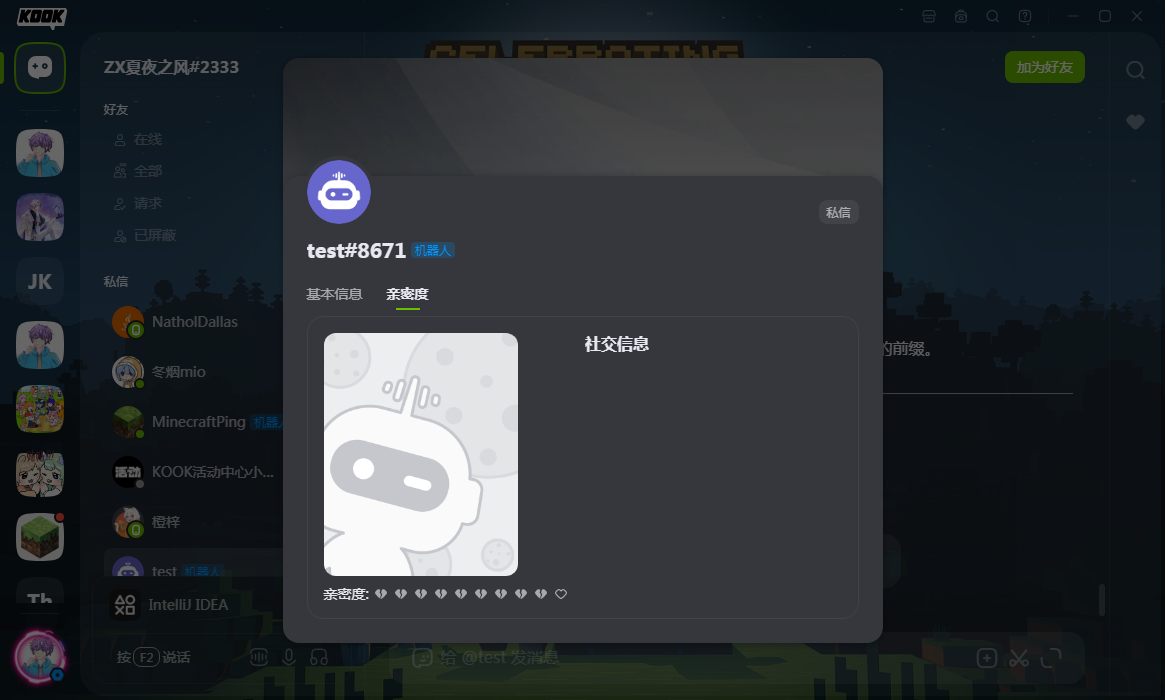 KOOK
CELEBRATING
ZX夏夜之风#2333
加为好友
好友
在线
全部
请求
已屏蔽
私信
JK
NatholDallas
冬烟mio
MinecraftPing 机器人
活动 KOOK活动中心小...
橙梓
test 机器人
Th
IntelliJ IDEA
按 F2 说话
给 @test 发消息
的前缀。
私信
test#8671 机器人
基本信息 亲密度
社交信息
亲密度: